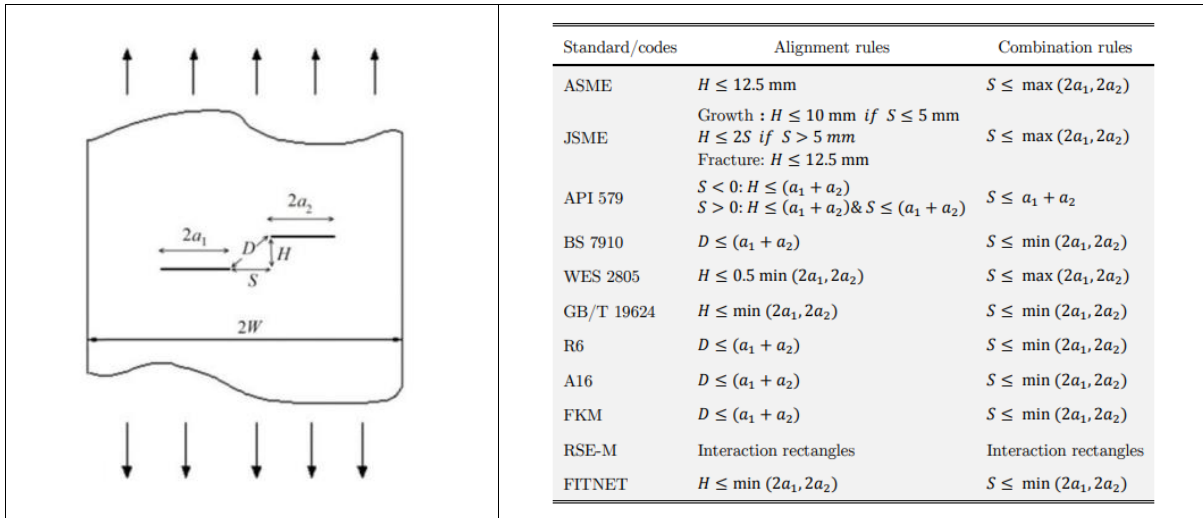 2a₂
2a₁
D
H
S
2W
Standard/codes Alignment rules Combination rules
ASME H ≤ 12.5 mm S ≤ max (2a₁, 2a₂)
Growth : H ≤ 10 mm if S ≤ 5 mm
JSME H ≤ 2S if S > 5 mm S ≤ max (2a₁, 2a₂)
Fracture: H ≤ 12.5 mm
API 579 S < 0: H ≤ (a₁ + a₂) S ≤ a₁ + a₂
S > 0: H ≤ (a₁ + a₂)& S ≤ (a₁ + a₂)
BS 7910 D ≤ (a₁ + a₂) S ≤ min (2a₁, 2a₂)
WES 2805 H ≤ 0.5 min (2a₁, 2a₂) S ≤ max (2a₁, 2a₂)
GB/T 19624 H ≤ min (2a₁, 2a₂) S ≤ min (2a₁, 2a₂)
R6 D ≤ (a₁ + a₂) S ≤ min (2a₁, 2a₂)
A16 D ≤ (a₁ + a₂) S ≤ min (2a₁, 2a₂)
FKM D ≤ (a₁ + a₂) S ≤ min (2a₁, 2a₂)
RSE-M Interaction rectangles Interaction rectangles
FITNET H ≤ min (2a₁, 2a₂) S ≤ min (2a₁, 2a₂)